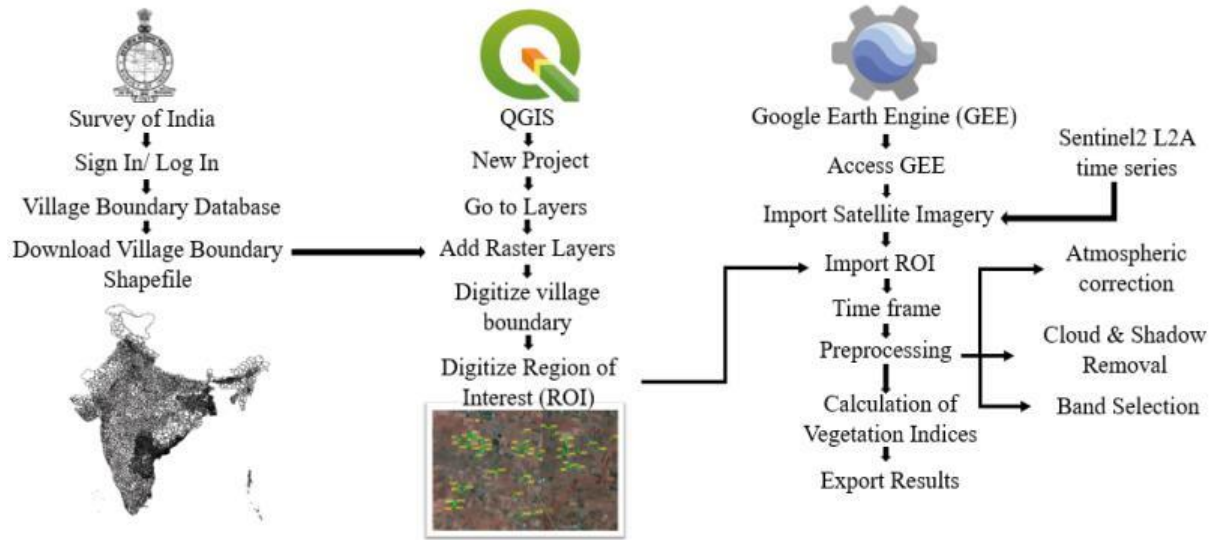 Survey of India
Sign In/ Log In
Village Boundary Database
Download Village Boundary
Shapefile
QGIS
New Project
Go to Layers
Add Raster Layers
Digitize village
boundary
Digitize Region of
Interest (ROI)
Google Earth Engine (GEE)
Access GEE
Import Satellite Imagery
Import ROI
Time frame
Preprocessing
Calculation of
Vegetation Indices
Export Results
Sentinel2 L2A
time series
Atmospheric
correction
Cloud & Shadow
Removal
Band Selection